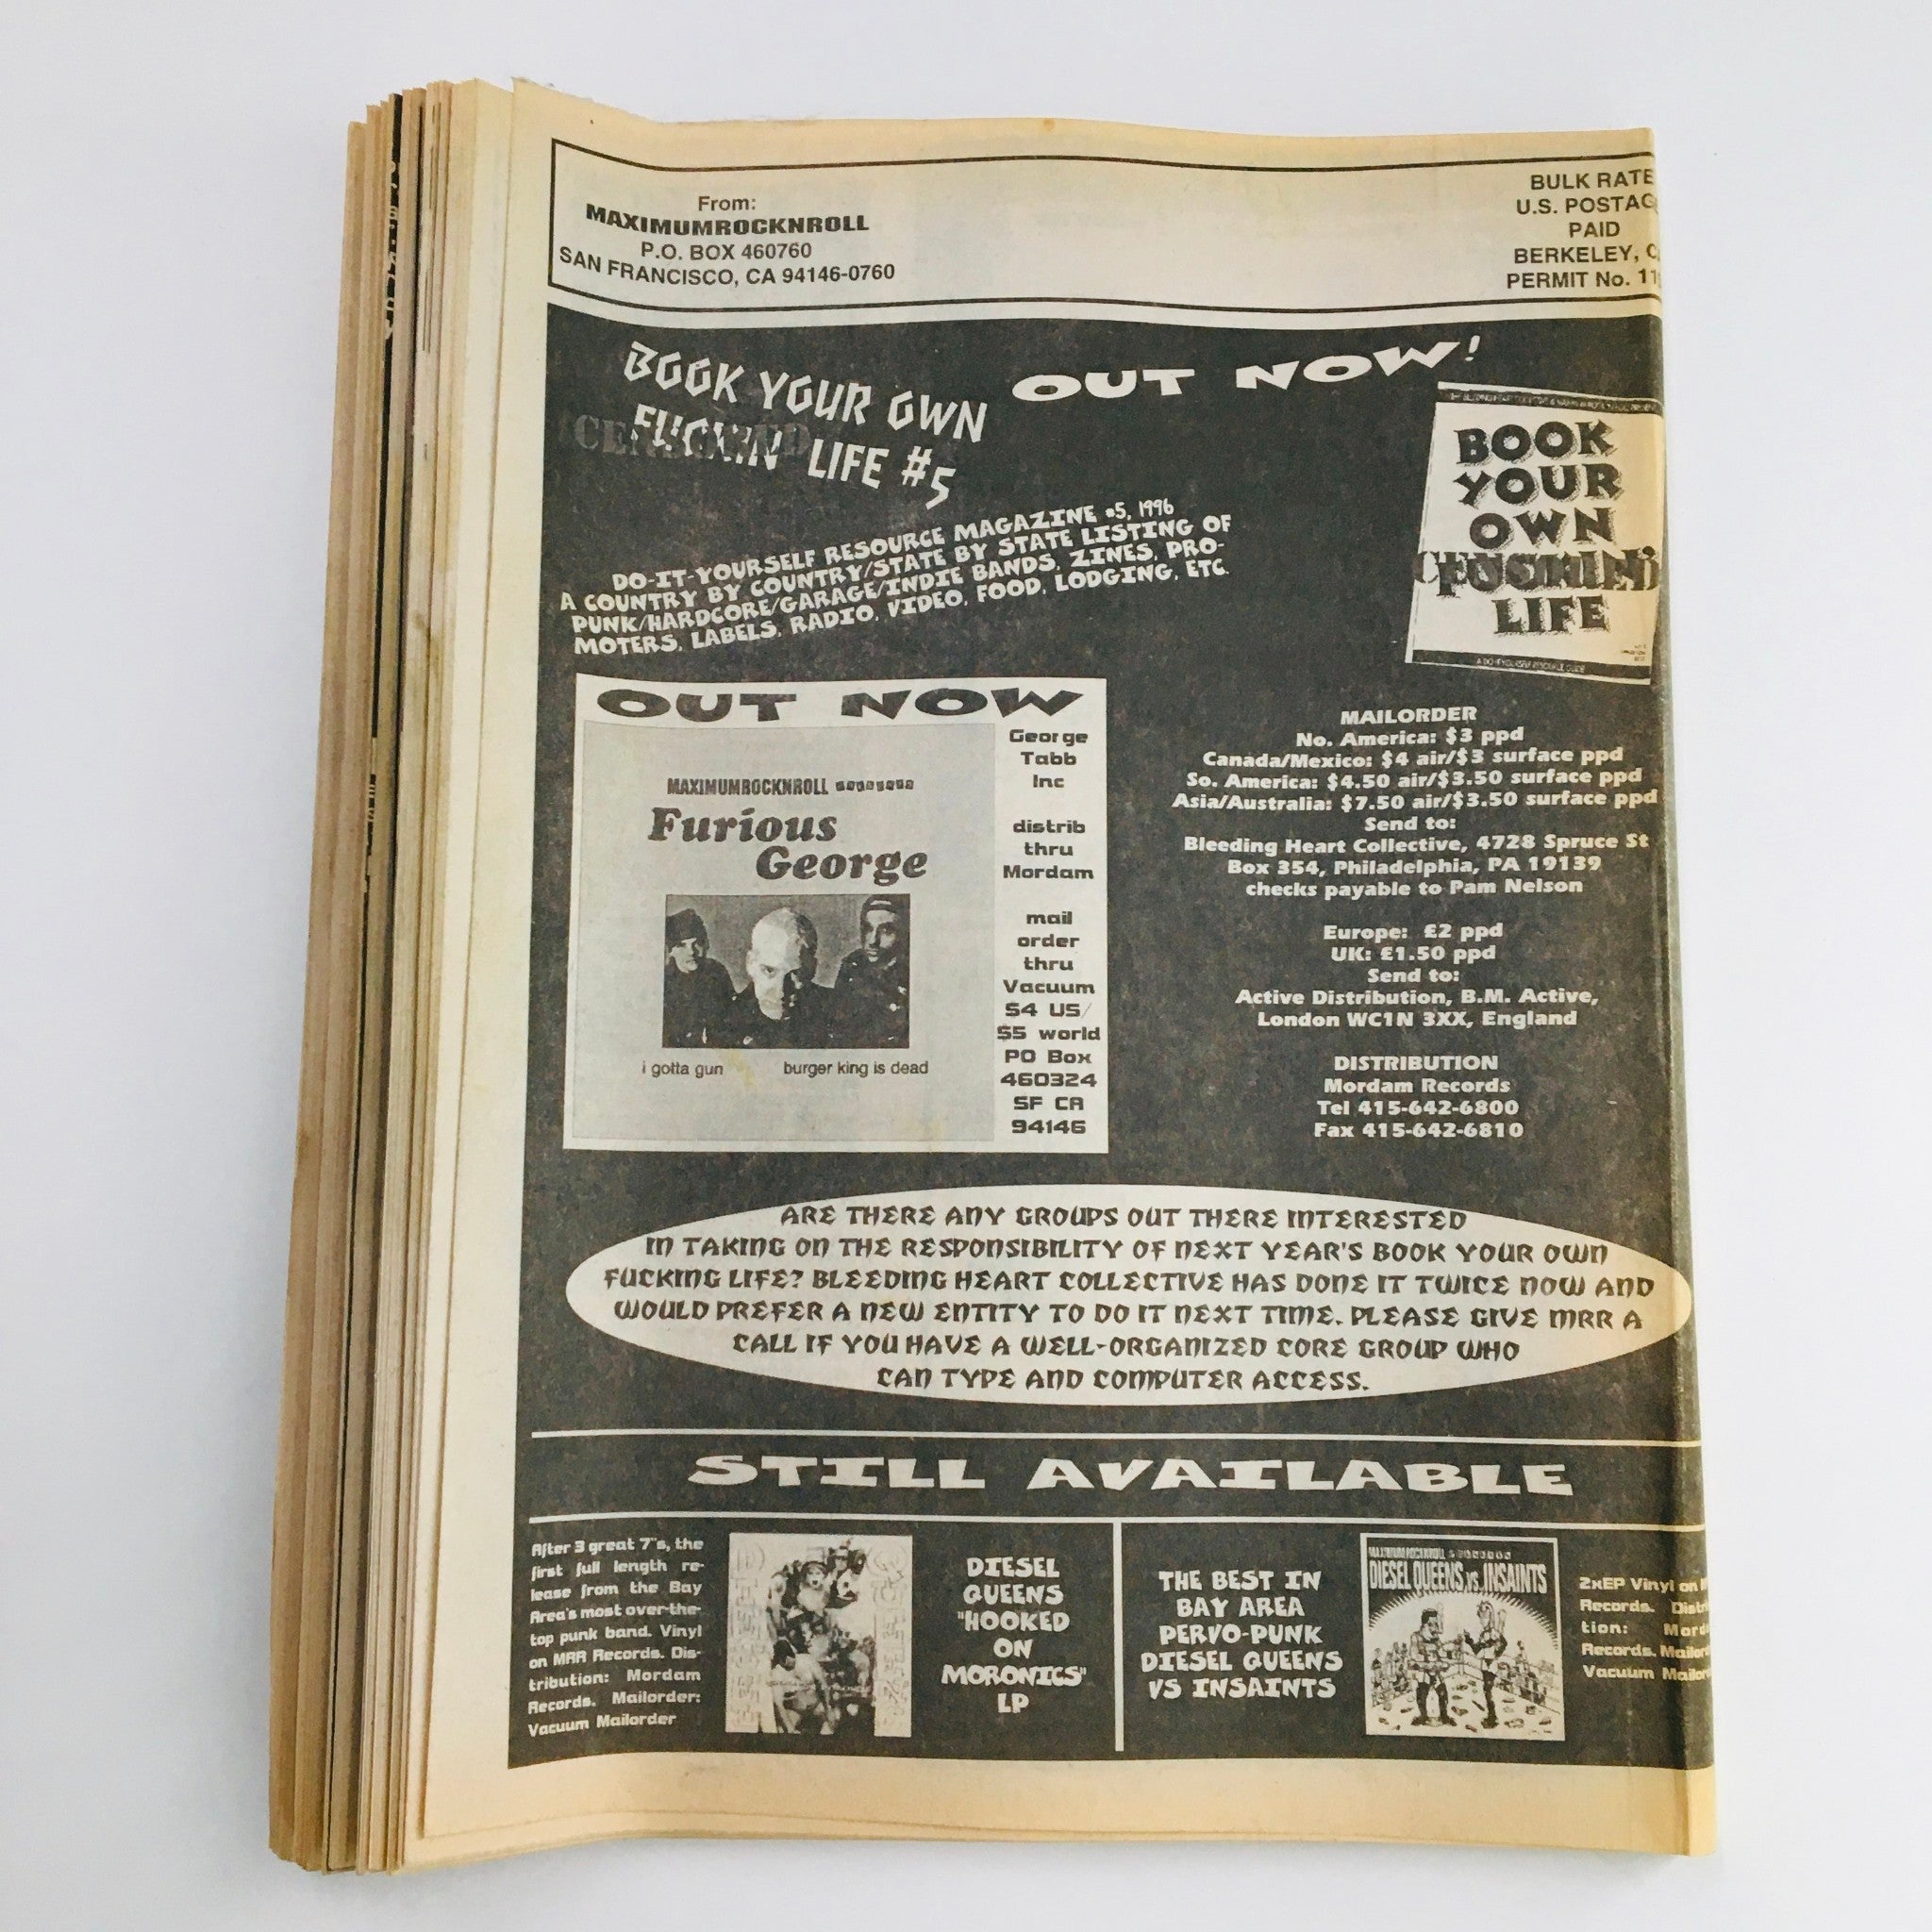 From:
MAXIMUMROCKNROLL
P.O. BOX 460760
SAN FRANCISCO, CA 94146-0760
BULK RATE
U.S. POSTAG
PAID
BERKELEY, C
PERMIT No. 11
BOOK YOUR OWN
FUCKIN' LIFE #5
CENSORED
OUT NOW!
DO-IT-YOURSELF RESOURCE MAGAZINE #5, 1996
A COUNTRY BY COUNTRY/STATE BY STATE LISTING OF
PUNK/HARDCORE/GARAGE/INDIE BANDS, ZINES, PRO-
MOTERS, LABELS, RADIO, VIDEO, FOOD, LODGING, ETC.
BOOK
YOUR
OWN
CENSORED
LIFE
A DO-IT-YOURSELF RESOURCE GUIDE
OUT NOW
MAXIMUMROCKNROLL
Furious
George
i gotta gun burger king is dead
George
Tabb
Inc
distrib
thru
Mordam
mail
order
thru
Vacuum
$4 US/
$5 world
PO Box
460324
SF CA
94146
MAILORDER
No. America: $3 ppd
Canada/Mexico: $4 air/$3 surface ppd
So. America: $4.50 air/$3.50 surface ppd
Asia/Australia: $7.50 air/$3.50 surface ppd
Send to:
Bleeding Heart Collective, 4728 Spruce St
Box 354, Philadelphia, PA 19139
checks payable to Pam Nelson
Europe: £2 ppd
UK: £1.50 ppd
Send to:
Active Distribution, B.M. Active,
London WC1N 3XX, England
DISTRIBUTION
Mordam Records
Tel 415-642-6800
Fax 415-642-6810
ARE THERE ANY GROUPS OUT THERE INTERESTED
IN TAKING ON THE RESPONSIBILITY OF NEXT YEAR'S BOOK YOUR OWN
FUCKING LIFE? BLEEDING HEART COLLECTIVE HAS DONE IT TWICE NOW AND
WOULD PREFER A NEW ENTITY TO DO IT NEXT TIME. PLEASE GIVE MRR A
CALL IF YOU HAVE A WELL-ORGANIZED CORE GROUP WHO
CAN TYPE AND COMPUTER ACCESS.
STILL AVAILABLE
After 3 great 7"s, the
first full length re-
lease from the Bay
Area's most over-the-
top punk band. Vinyl
on MRR Records. Dis-
tribution: Mordam
Records. Mailorder:
Vacuum Mailorder
DIESEL
QUEENS
"HOOKED
ON
MORONICS"
LP
THE BEST IN
BAY AREA
PERVO-PUNK
DIESEL QUEENS
VS INSAINTS
MAXIMUMROCKNROLL
DIESEL QUEENS VS. INSAINTS
2xEP Vinyl on
Records. Distri
tion: Mord
Records. Mailor
Vacuum Mailor